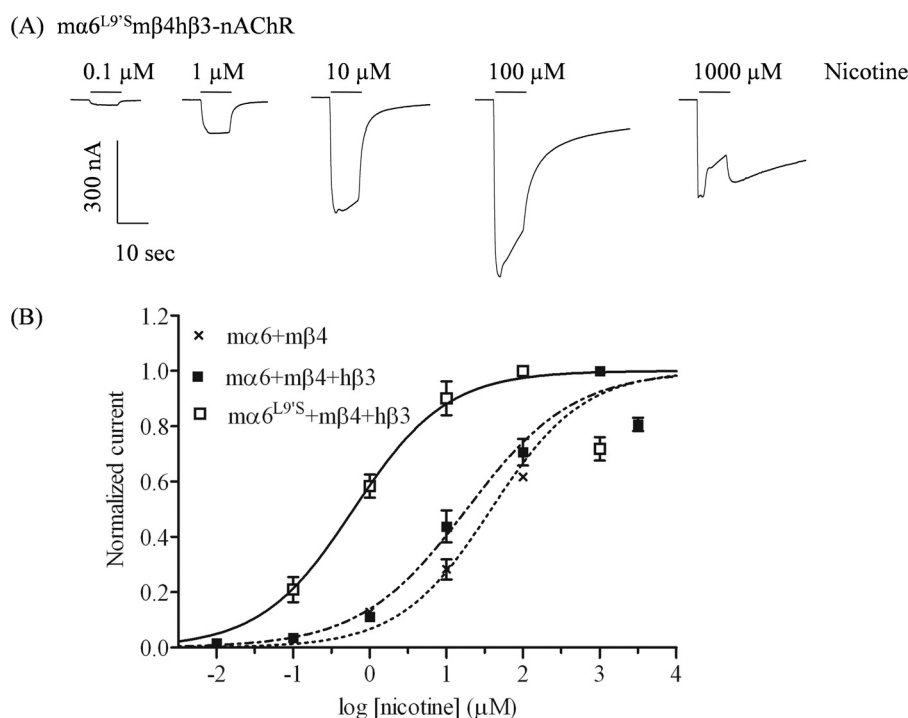 (A) mα6L9'Smβ4hβ3-nAChR
0.1 μM 1 μM 10 μM 100 μM 1000 μM Nicotine
300 nA
10 sec
(B)
Normalized current
1.2
1.0
0.8
0.6
0.4
0.2
0.0
mα6+mβ4
mα6+mβ4+hβ3
mα6L9'S+mβ4+hβ3
-2 -1 0 1 2 3 4
log [nicotine] (μM)